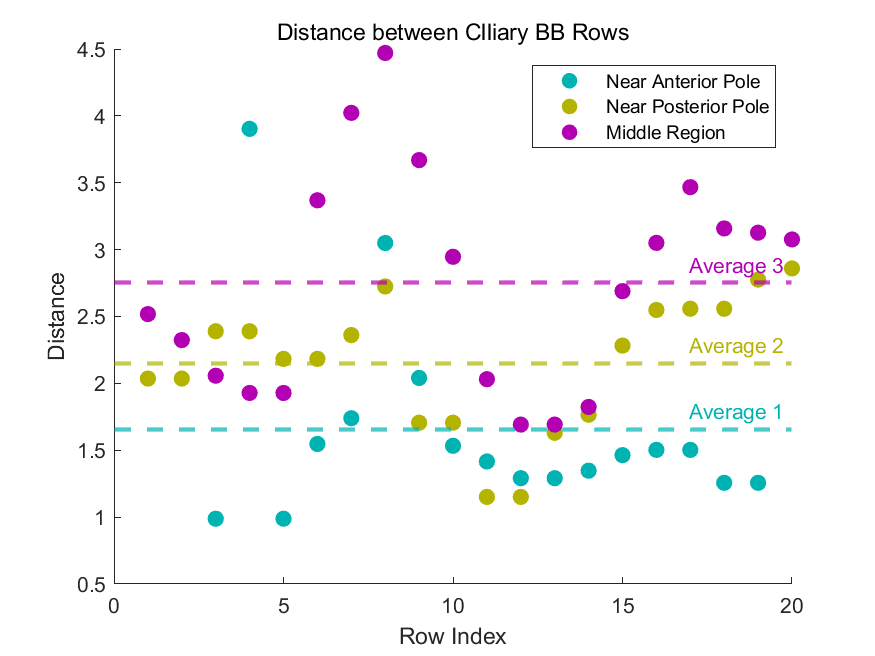 Distance between CIliary BB Rows
Near Anterior Pole
Near Posterior Pole
Middle Region
4.5
4
3.5
3
2.5
2
1.5
1
0.5
Distance
Average 3
Average 2
Average 1
0
5
10
15
20
Row Index